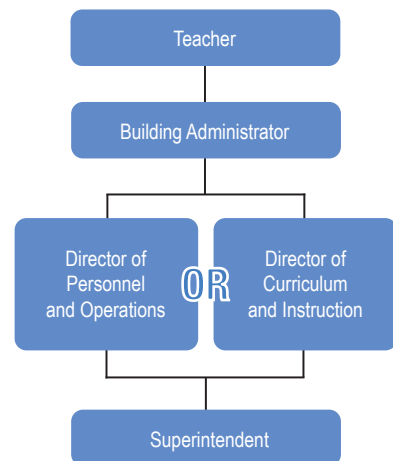 Teacher
Building Administrator
Director of
Personnel
and Operations
OR
Director of
Curriculum
and Instruction
Superintendent